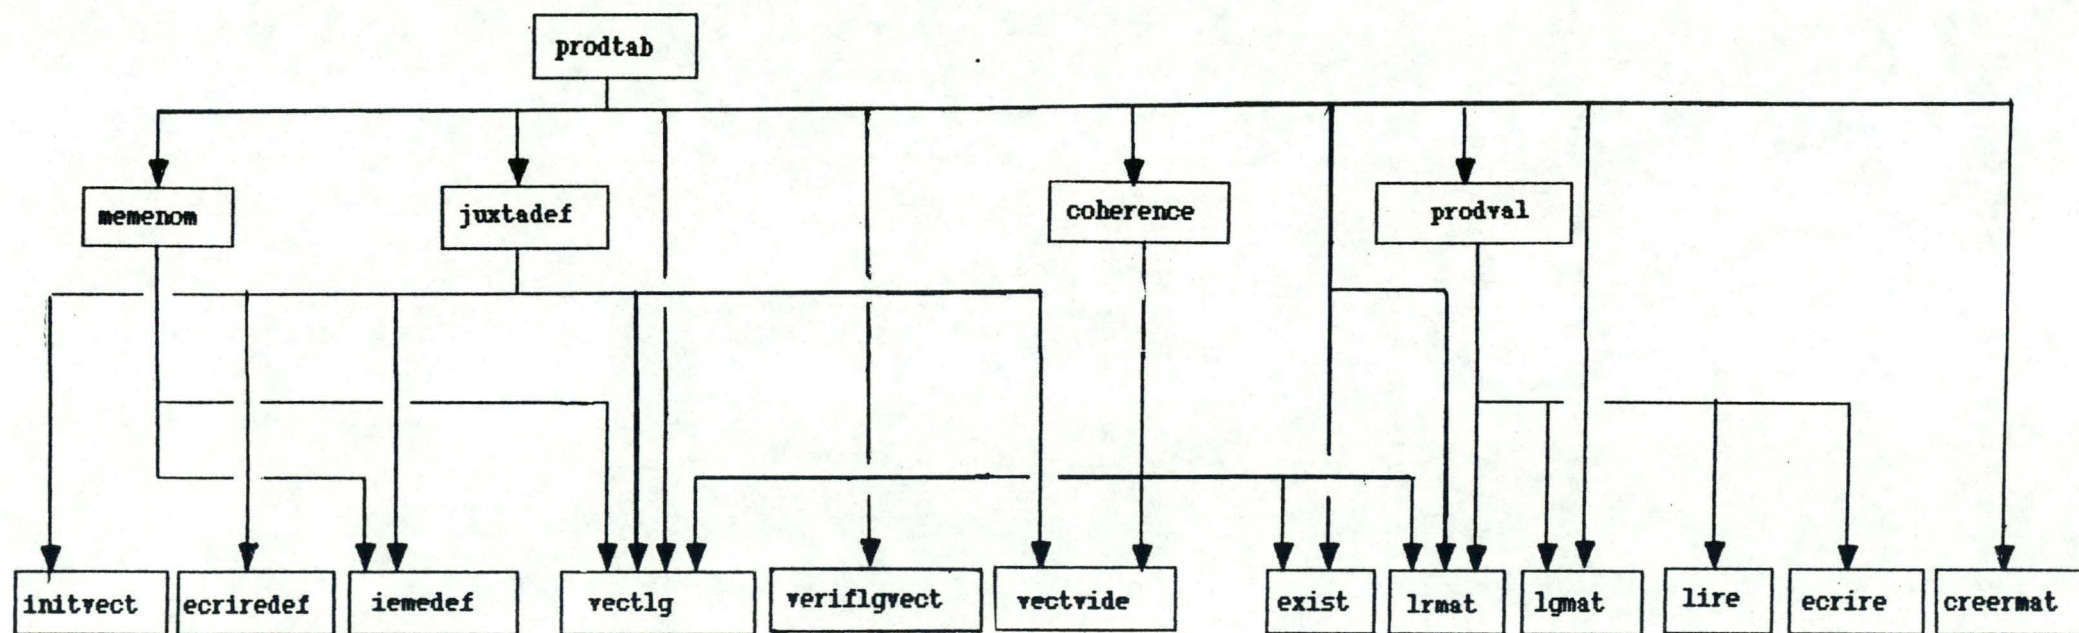 prodtab
memenom
juxtadef
coherence
prodval
initvect
ecriredef
iemedef
vectlg
veriflgvect
vectvide
exist
lrmat
lgmat
lire
ecrire
creermat